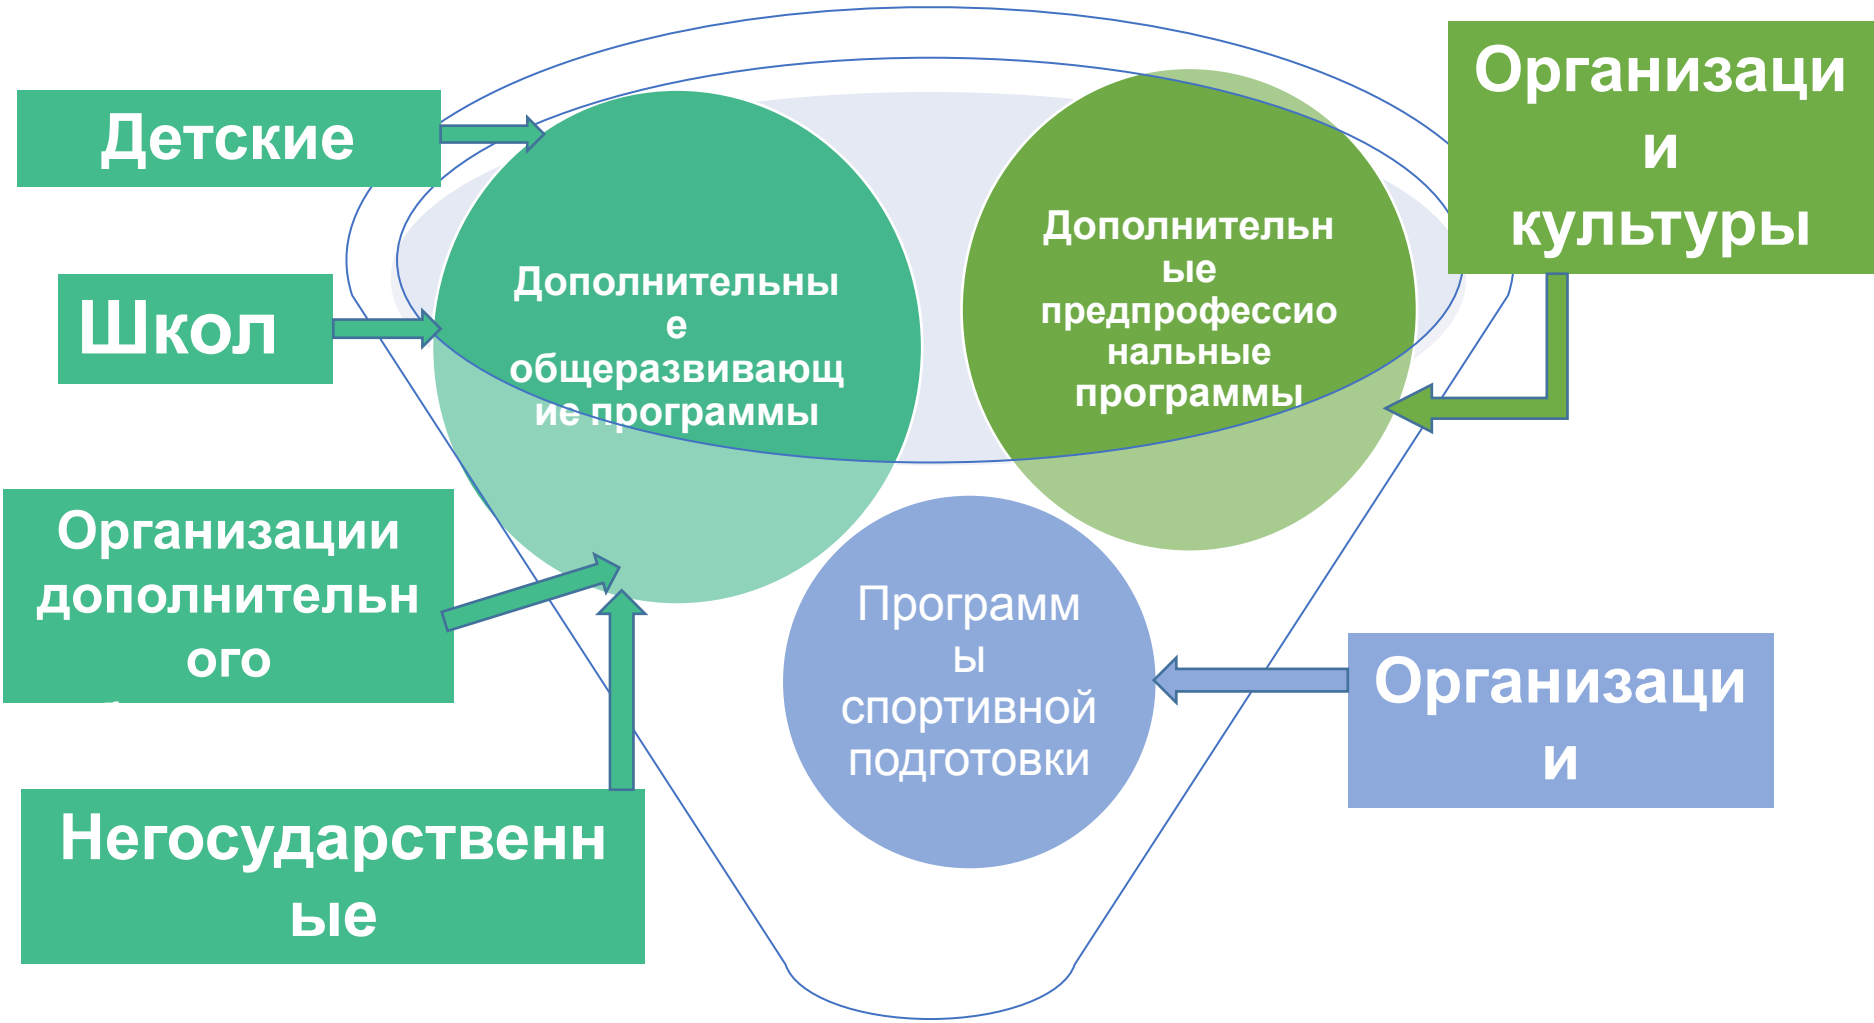 Детские
Школ
Организации
дополнительн
ого
Негосударственн
ые
Дополнительны
е
общеразвивающ
ие программы
Дополнительн
ые
предпрофессио
нальные
программы
Программ
ы
спортивной
подготовки
Организаци
и
культуры
Организаци
и